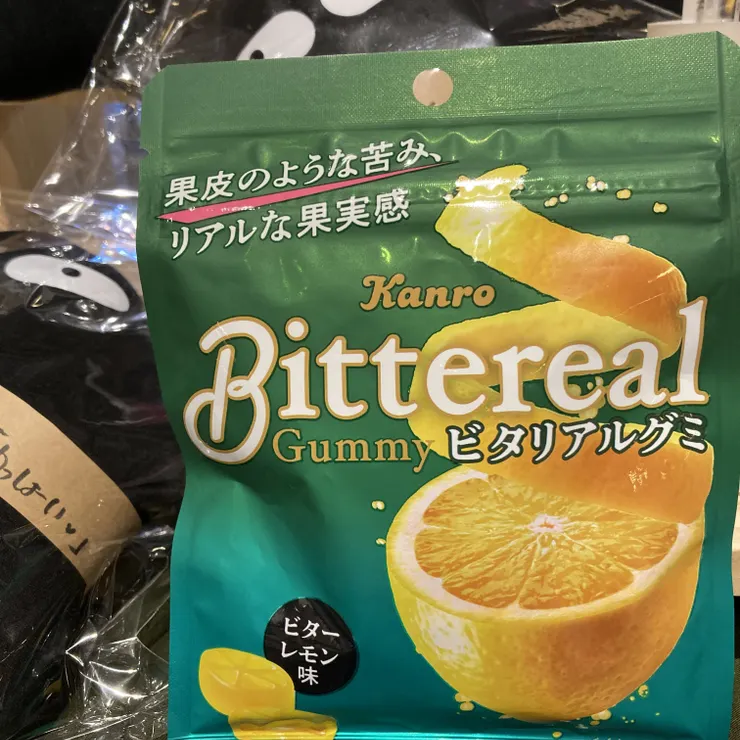 果皮のような苦み、
リアルな果実感
Kanro
Bittereal
Gummy ビタリアルグミ
ビター
レモン
味